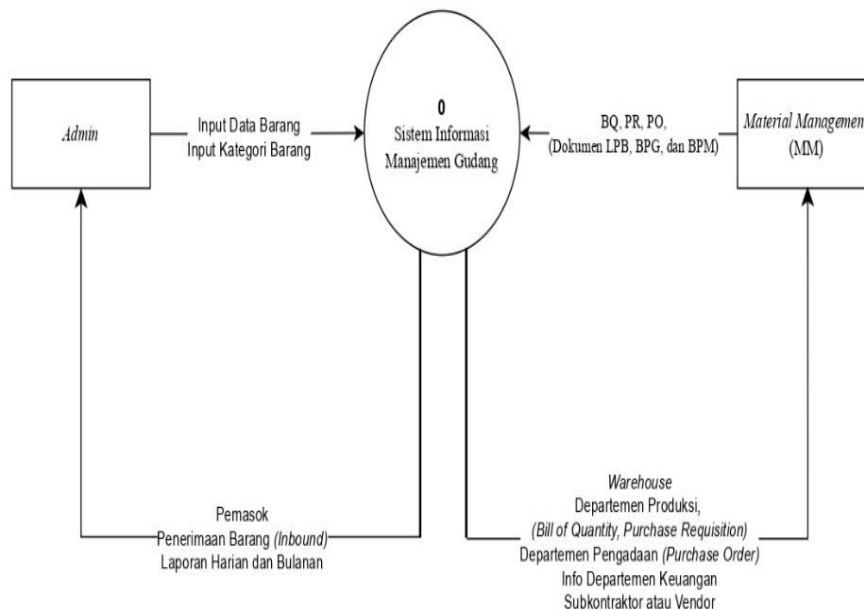 Admin
Input Data Barang
Input Kategori Barang
0
Sistem Informasi
Manajemen Gudang
BQ, PR, PO,
(Dokumen LPB, BPG, dan BPM)
Material Management
(MM)
Pemasok
Penerimaan Barang (Inbound)
Laporan Harian dan Bulanan
Warehouse
Departemen Produksi,
(Bill of Quantity, Purchase Requisition)
Departemen Pengadaan (Purchase Order)
Info Departemen Keuangan
Subkontraktor atau Vendor